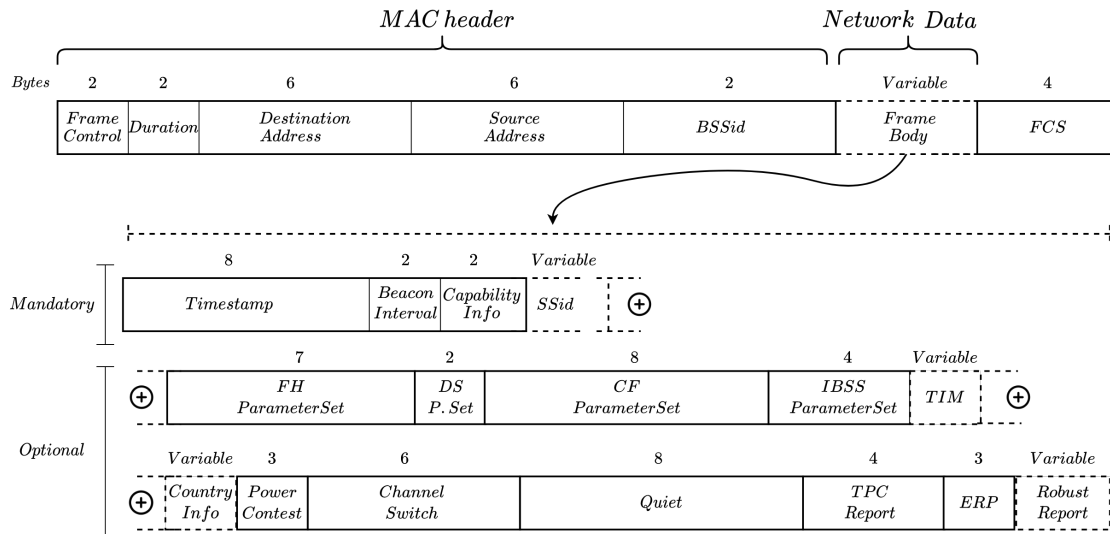 MAC header
Network Data
Bytes 2 2 6 6 2 Variable 4
Frame Control
Duration
Destination Address
Source Address
BSSid
Frame Body
FCS
8 2 2 Variable
Mandatory
Timestamp
Beacon Interval
Capability Info
SSid
+
7 2 8 4 Variable
+
FH ParameterSet
DS P.Set
CF ParameterSet
IBSS ParameterSet
TIM
+
Optional
Variable 3 6 8 4 3 Variable
+
Country Info
Power Contest
Channel Switch
Quiet
TPC Report
ERP
Robust Report